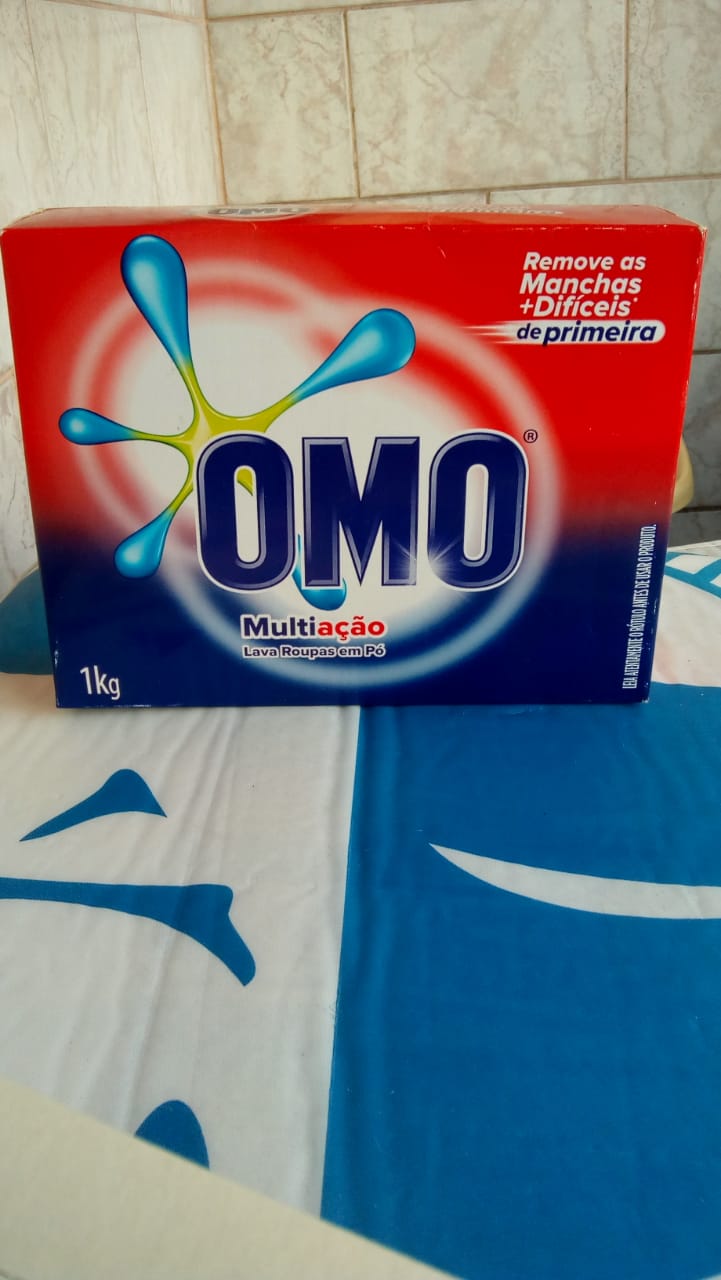 OMO
Remove as
Manchas
+Difíceis*
de primeira
OMO®
Multiação
Lava Roupas em Pó
1kg
LEIA ATENTAMENTE O RÓTULO ANTES DE USAR O PRODUTO.